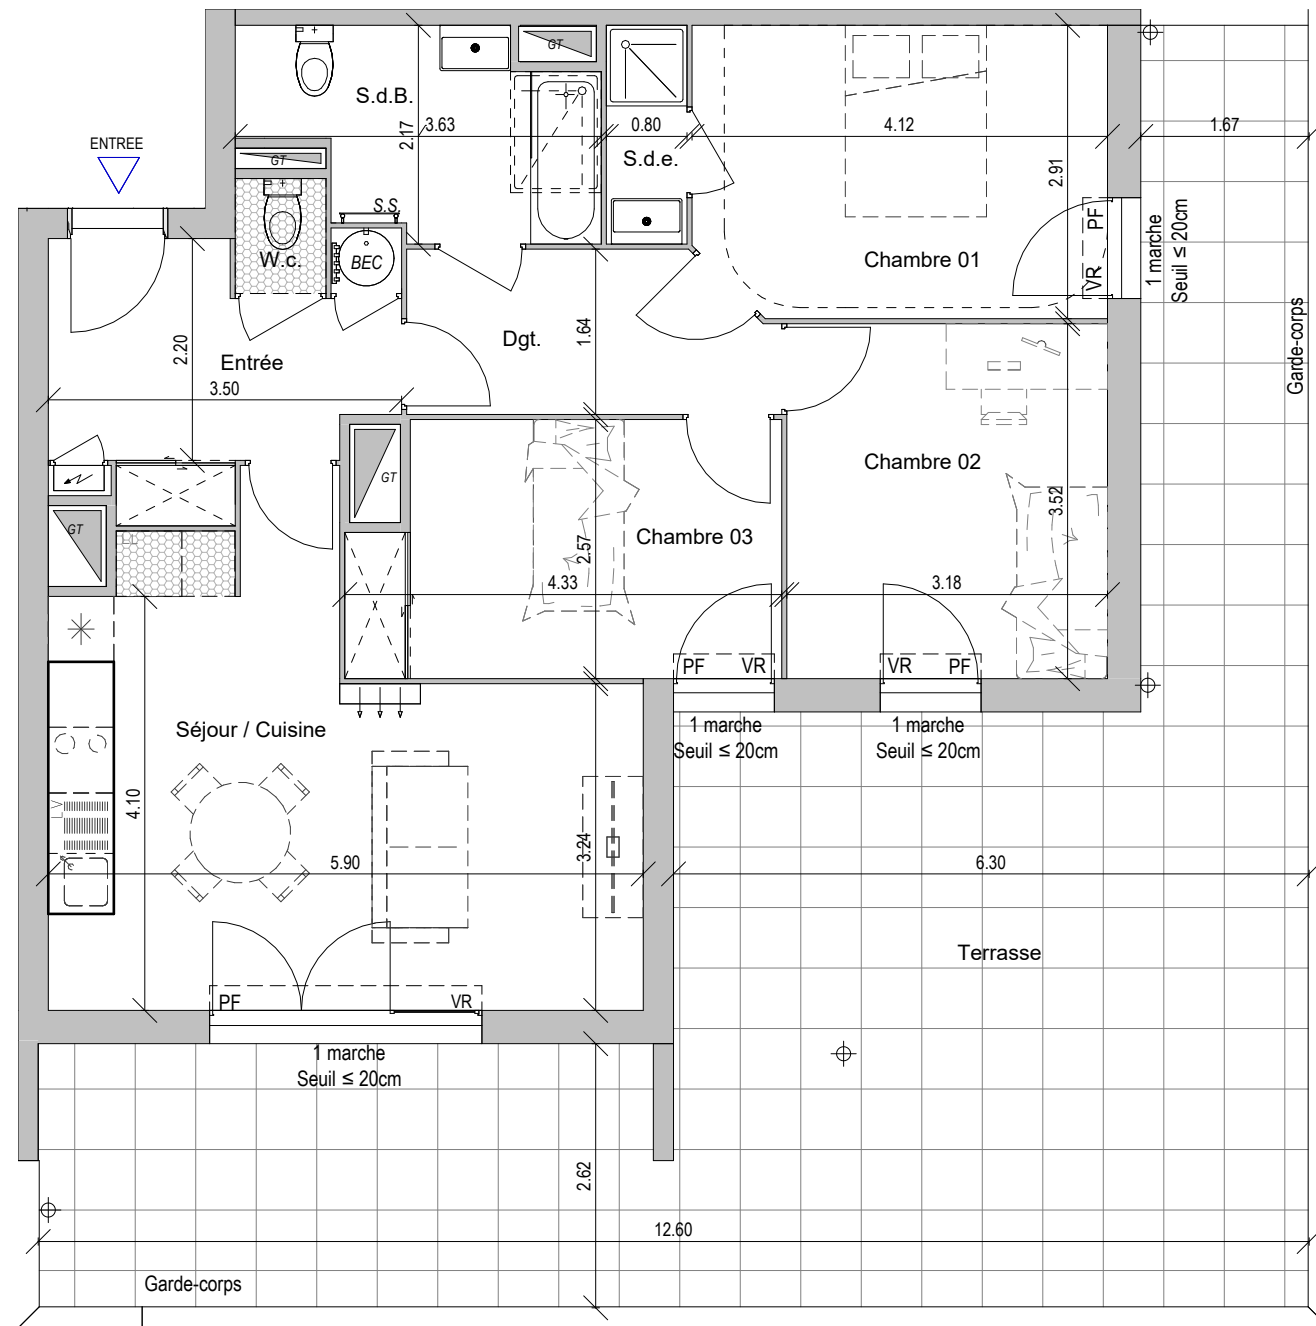 GT
S.d.B.
3.63
0.80
4.12
1.67
2.17
ENTREE
S.d.e.
GT
2.91
S.S.
PF
W.c.
BEC
Chambre 01
VR
1 marche
Seuil ≤ 20cm
Dgt.
1.64
2.20
Entrée
3.50
Garde-corps
Chambre 02
GT
3.52
GT
LL
Chambre 03
2.57
4.33
3.18
PF
VR
VR
PF
1 marche
Seuil ≤ 20cm
1 marche
Seuil ≤ 20cm
Séjour / Cuisine
LV
4.10
3.24
5.90
6.30
Terrasse
PF
VR
1 marche
Seuil ≤ 20cm
2.62
12.60
Garde-corps